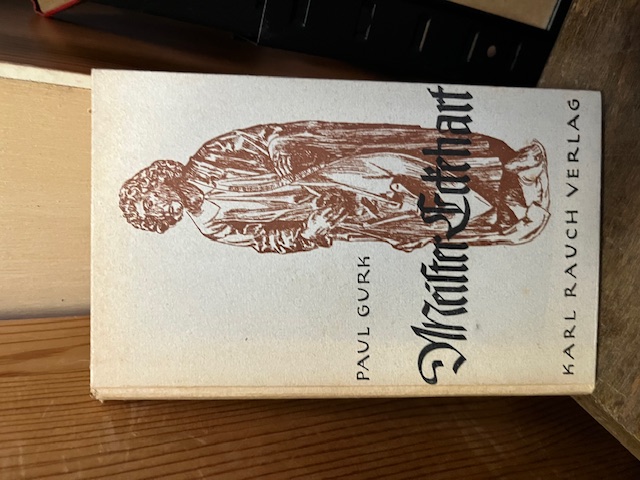 PAUL GURK
Meister Eckehart
KARL RAUCH VERLAG